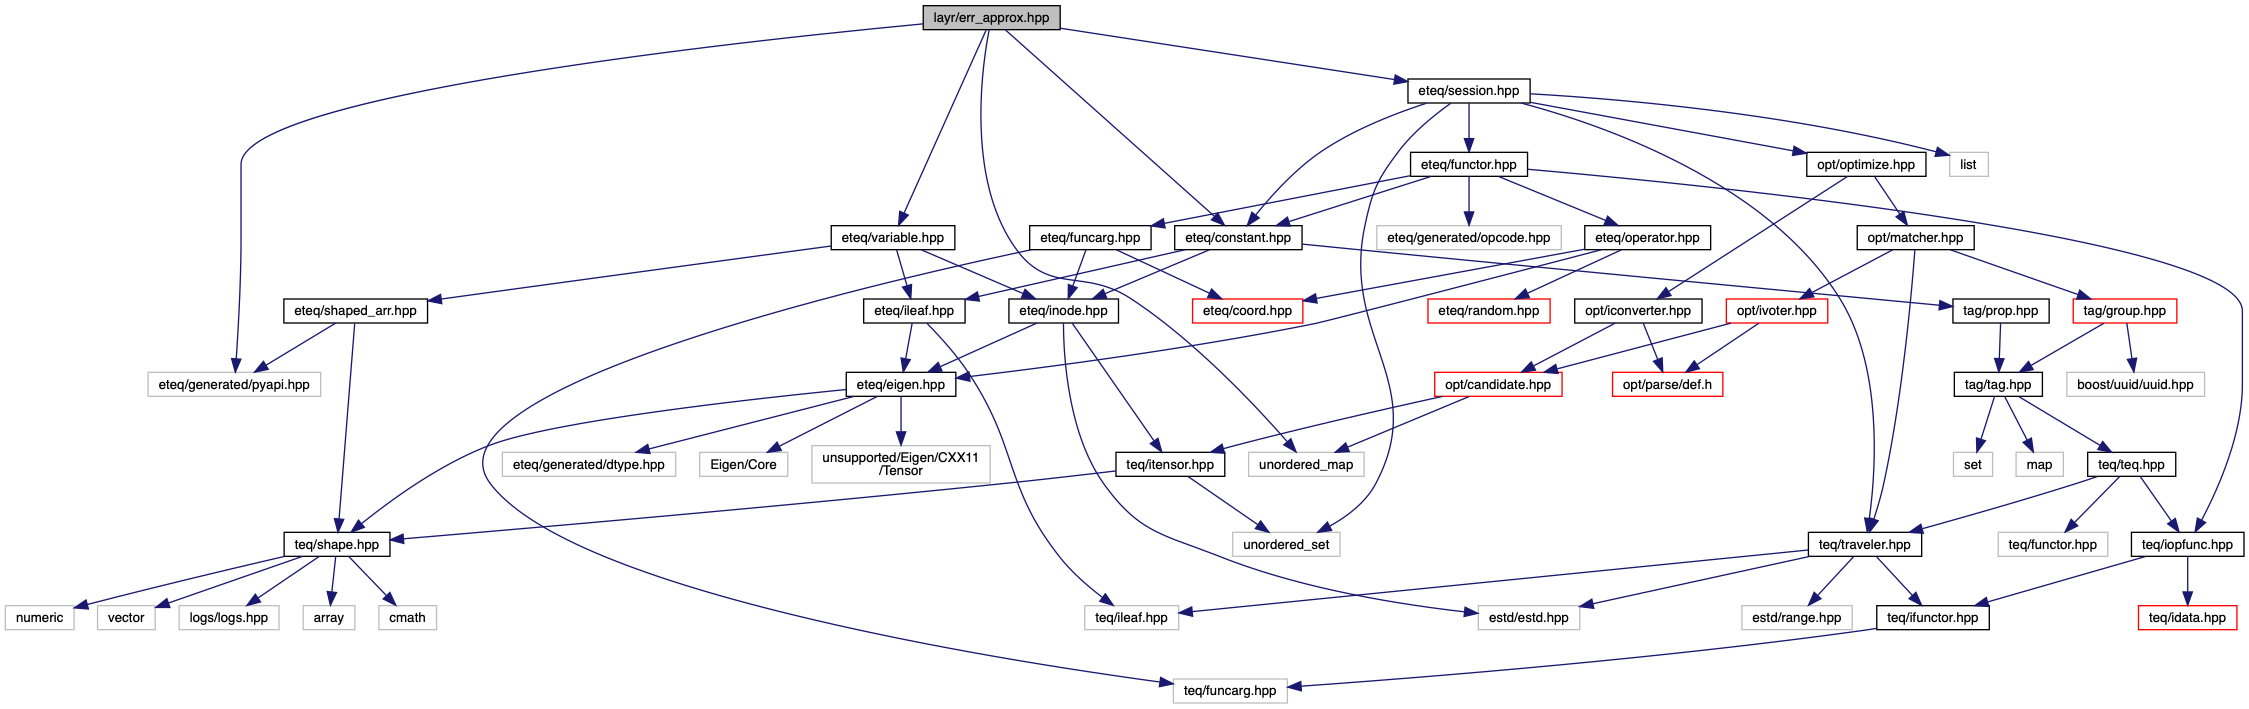 layr/err_approx.hpp
eteq/session.hpp
eteq/functor.hpp
opt/optimize.hpp
list
eteq/variable.hpp
eteq/funcarg.hpp
eteq/constant.hpp
eteq/generated/opcode.hpp
eteq/operator.hpp
opt/matcher.hpp
eteq/shaped_arr.hpp
eteq/ileaf.hpp
eteq/inode.hpp
eteq/coord.hpp
eteq/random.hpp
opt/iconverter.hpp
opt/ivoter.hpp
tag/prop.hpp
tag/group.hpp
eteq/generated/pyapi.hpp
eteq/eigen.hpp
opt/candidate.hpp
opt/parse/def.h
tag/tag.hpp
boost/uuid/uuid.hpp
eteq/generated/dtype.hpp
Eigen/Core
unsupported/Eigen/CXX11
/Tensor
teq/itensor.hpp
unordered_map
set
map
teq/teq.hpp
teq/shape.hpp
unordered_set
teq/traveler.hpp
teq/functor.hpp
teq/iopfunc.hpp
numeric
vector
logs/logs.hpp
array
cmath
teq/ileaf.hpp
estd/estd.hpp
estd/range.hpp
teq/ifunctor.hpp
teq/idata.hpp
teq/funcarg.hpp